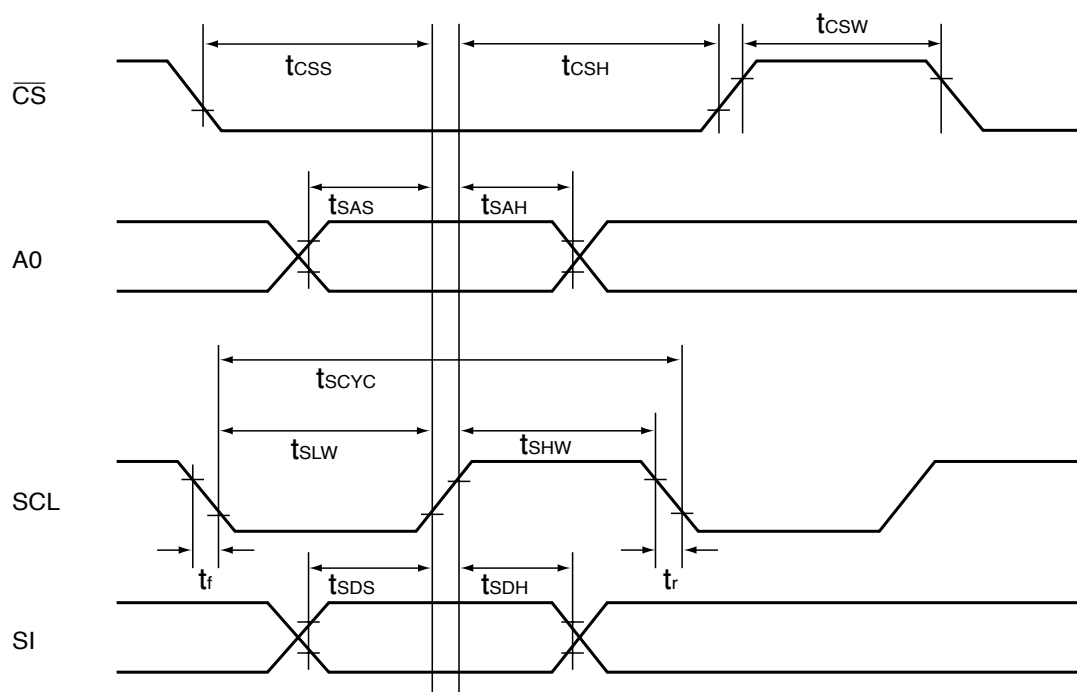 tCSW
tCSS
tCSH
CS
tSAS
tSAH
A0
tSCYC
tSLW
tSHW
SCL
tf
tSDS
tSDH
tr
SI